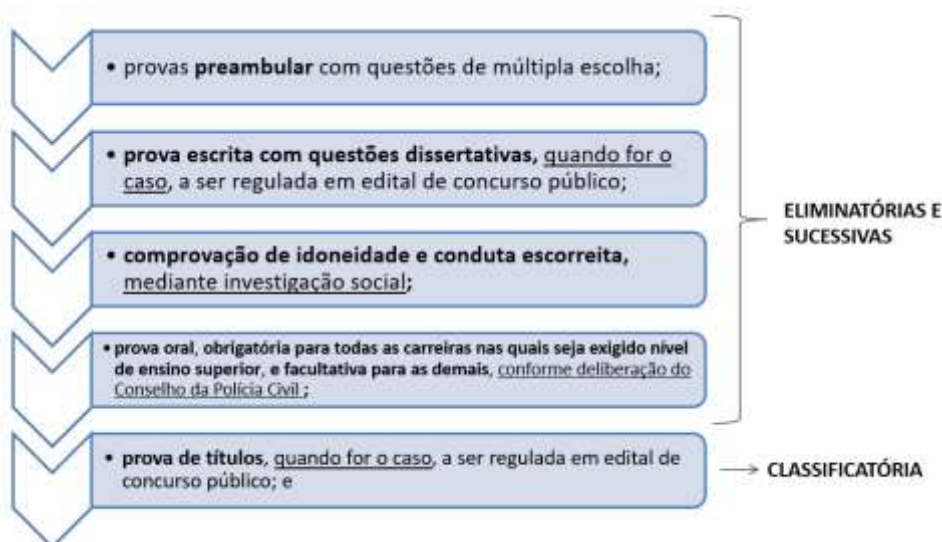 • provas preambular com questões de múltipla escolha;
• prova escrita com questões dissertativas, quando for o
caso, a ser regulada em edital de concurso público;
ELIMINATÓRIAS E
SUCESSIVAS
• comprovação de idoneidade e conduta escorreita,
mediante investigação social;
• prova oral, obrigatória para todas as carreiras nas quais seja exigido nível
de ensino superior, e facultativa para as demais, conforme deliberação do
Conselho da Polícia Civil ;
• prova de títulos, quando for o caso, a ser regulada em edital de
concurso público; e
CLASSIFICATÓRIA